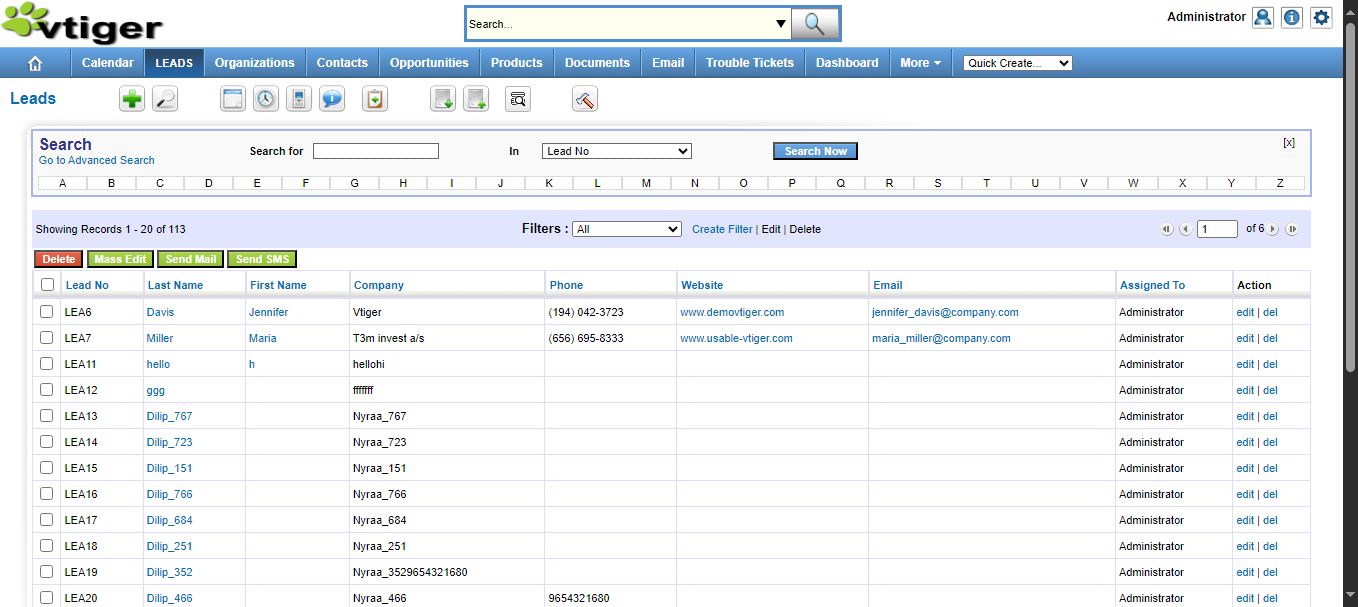 vtiger
Search...
Administrator
Calendar LEADS Organizations Contacts Opportunities Products Documents Email Trouble Tickets Dashboard More Quick Create...
Leads
Search
Go to Advanced Search
Search for In Lead No Search Now [x]
A B C D E F G H I J K L M N O P Q R S T U V W X Y Z
Showing Records 1 - 20 of 113 Filters : All Create Filter | Edit | Delete 1 of 6
Delete Mass Edit Send Mail Send SMS
Lead No Last Name First Name Company Phone Website Email Assigned To Action
LEA6 Davis Jennifer Vtiger (194) 042-3723 www.demovtiger.com jennifer_davis@company.com Administrator edit | del
LEA7 Miller Maria T3m invest a/s (656) 695-8333 www.usable-vtiger.com maria_miller@company.com Administrator edit | del
LEA11 hello h hellohi Administrator edit | del
LEA12 ggg fffffff Administrator edit | del
LEA13 Dilip_767 Nyraa_767 Administrator edit | del
LEA14 Dilip_723 Nyraa_723 Administrator edit | del
LEA15 Dilip_151 Nyraa_151 Administrator edit | del
LEA16 Dilip_766 Nyraa_766 Administrator edit | del
LEA17 Dilip_684 Nyraa_684 Administrator edit | del
LEA18 Dilip_251 Nyraa_251 Administrator edit | del
LEA19 Dilip_352 Nyraa_3529654321680 Administrator edit | del
LEA20 Dilip_466 Nyraa_466 9654321680 Administrator edit | del